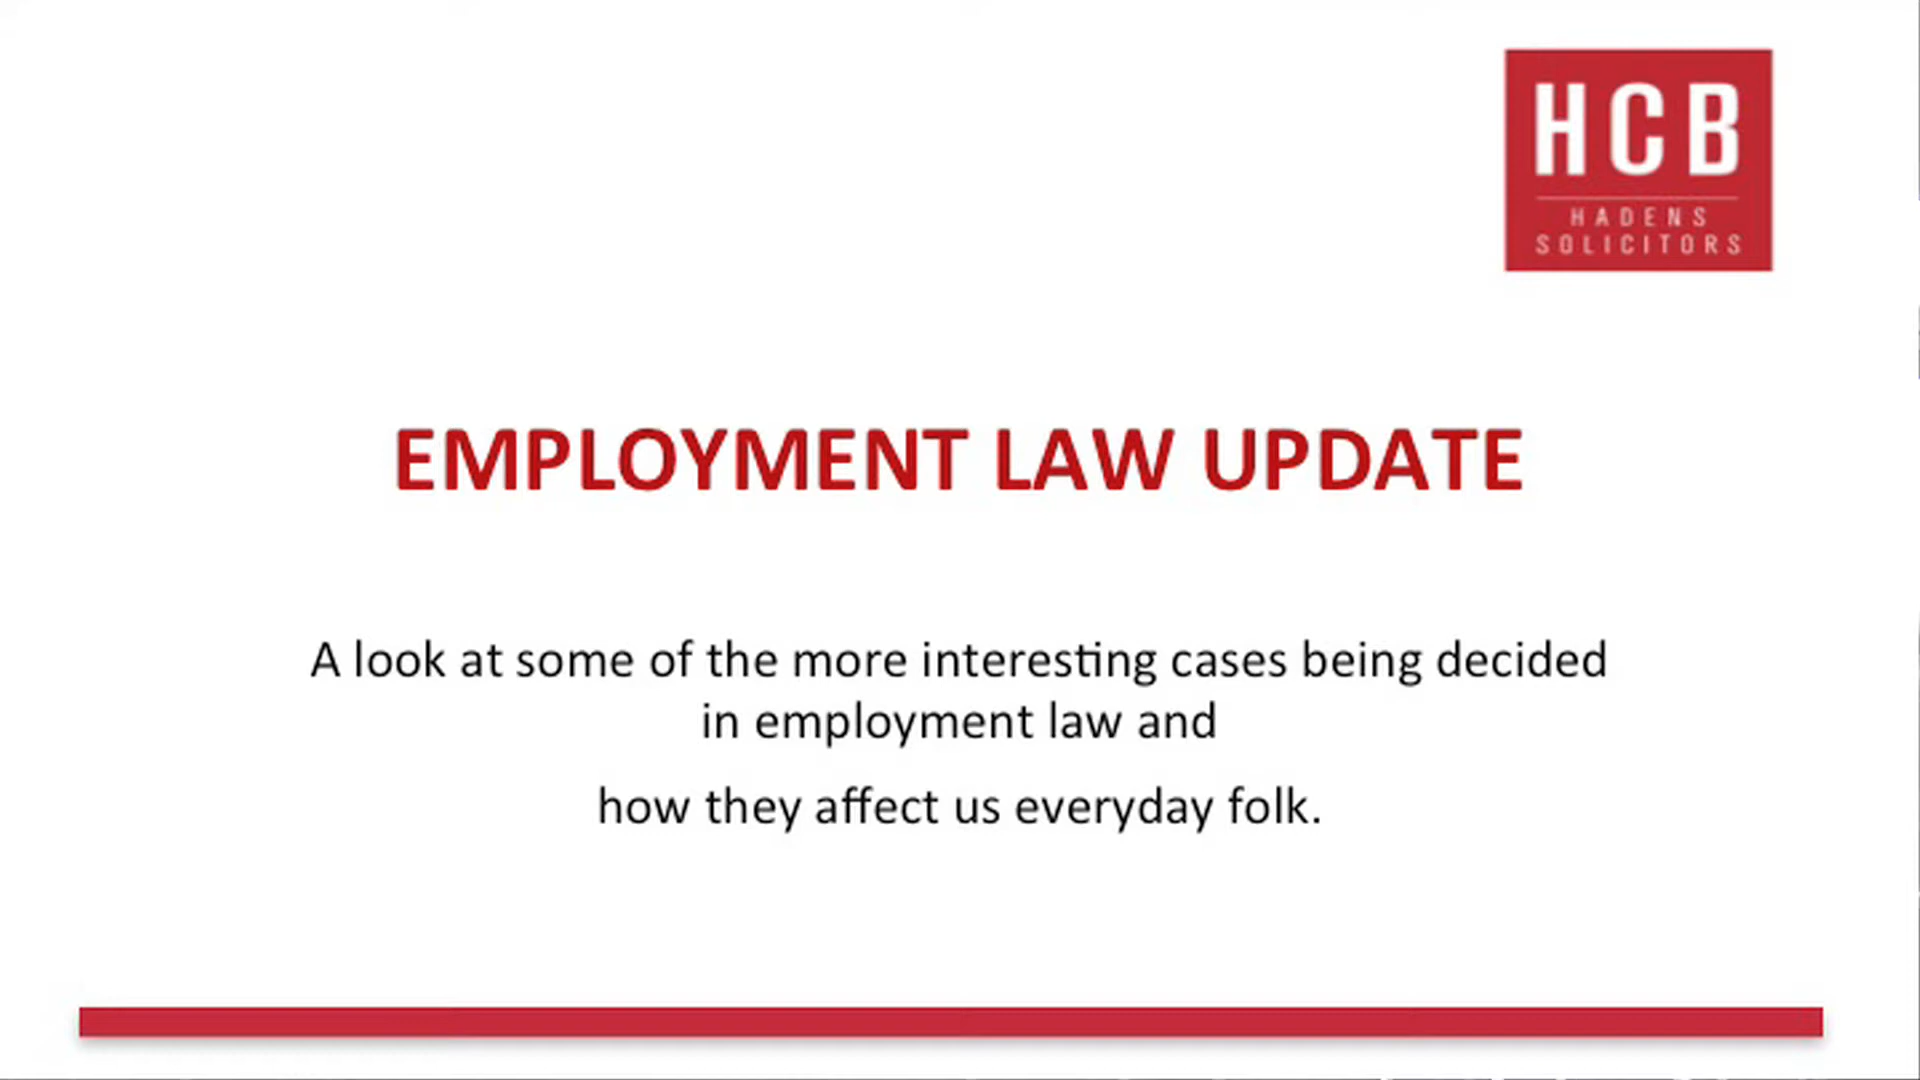 HCB
HADENS
SOLICITORS
EMPLOYMENT LAW UPDATE
A look at some of the more interesting cases being decided
in employment law and
how they affect us everyday folk.